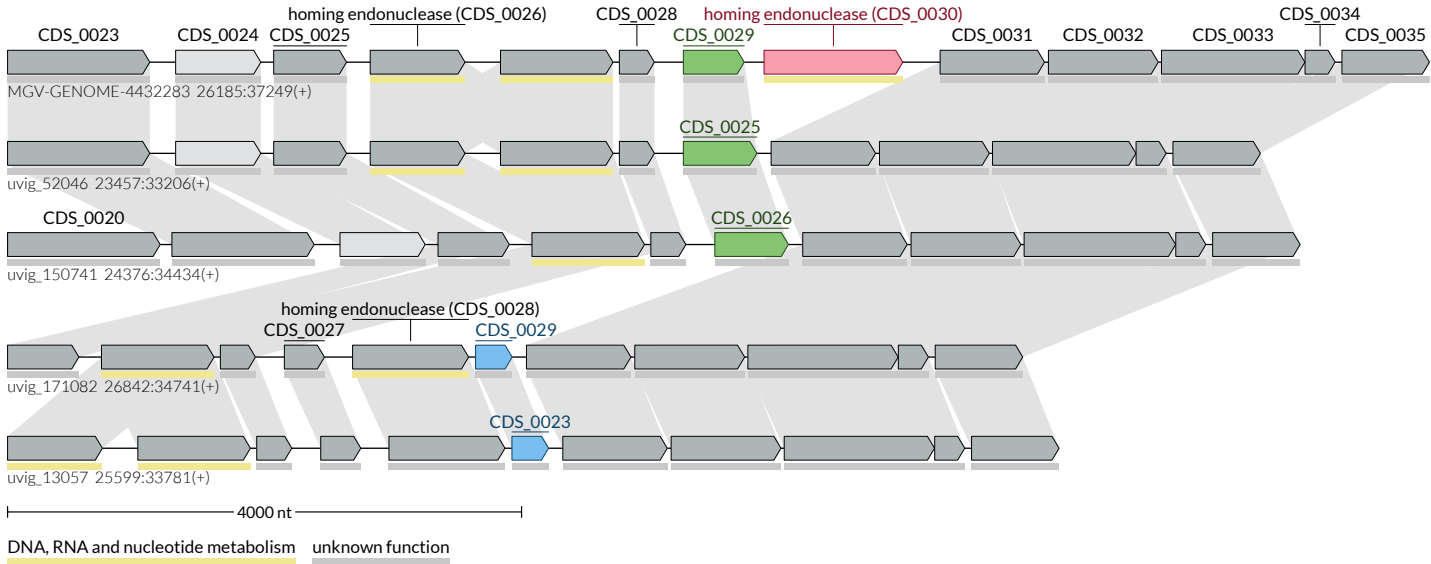 homing endonuclease (CDS_0026) CDS_0028 homing endonuclease (CDS_0030) CDS_0034
CDS_0023 CDS_0024 CDS_0025 CDS_0029 CDS_0031 CDS_0032 CDS_0033 CDS_0035
MGV-GENOME-4432283 26185:37249(+)
CDS_0025
uvig_52046 23457:33206(+)
CDS_0020 CDS_0026
uvig_150741 24376:34434(+)
homing endonuclease (CDS_0028)
CDS_0027 CDS_0029
uvig_171082 26842:34741(+)
CDS_0023
uvig_13057 25599:33781(+)
4000 nt
DNA, RNA and nucleotide metabolism unknown function